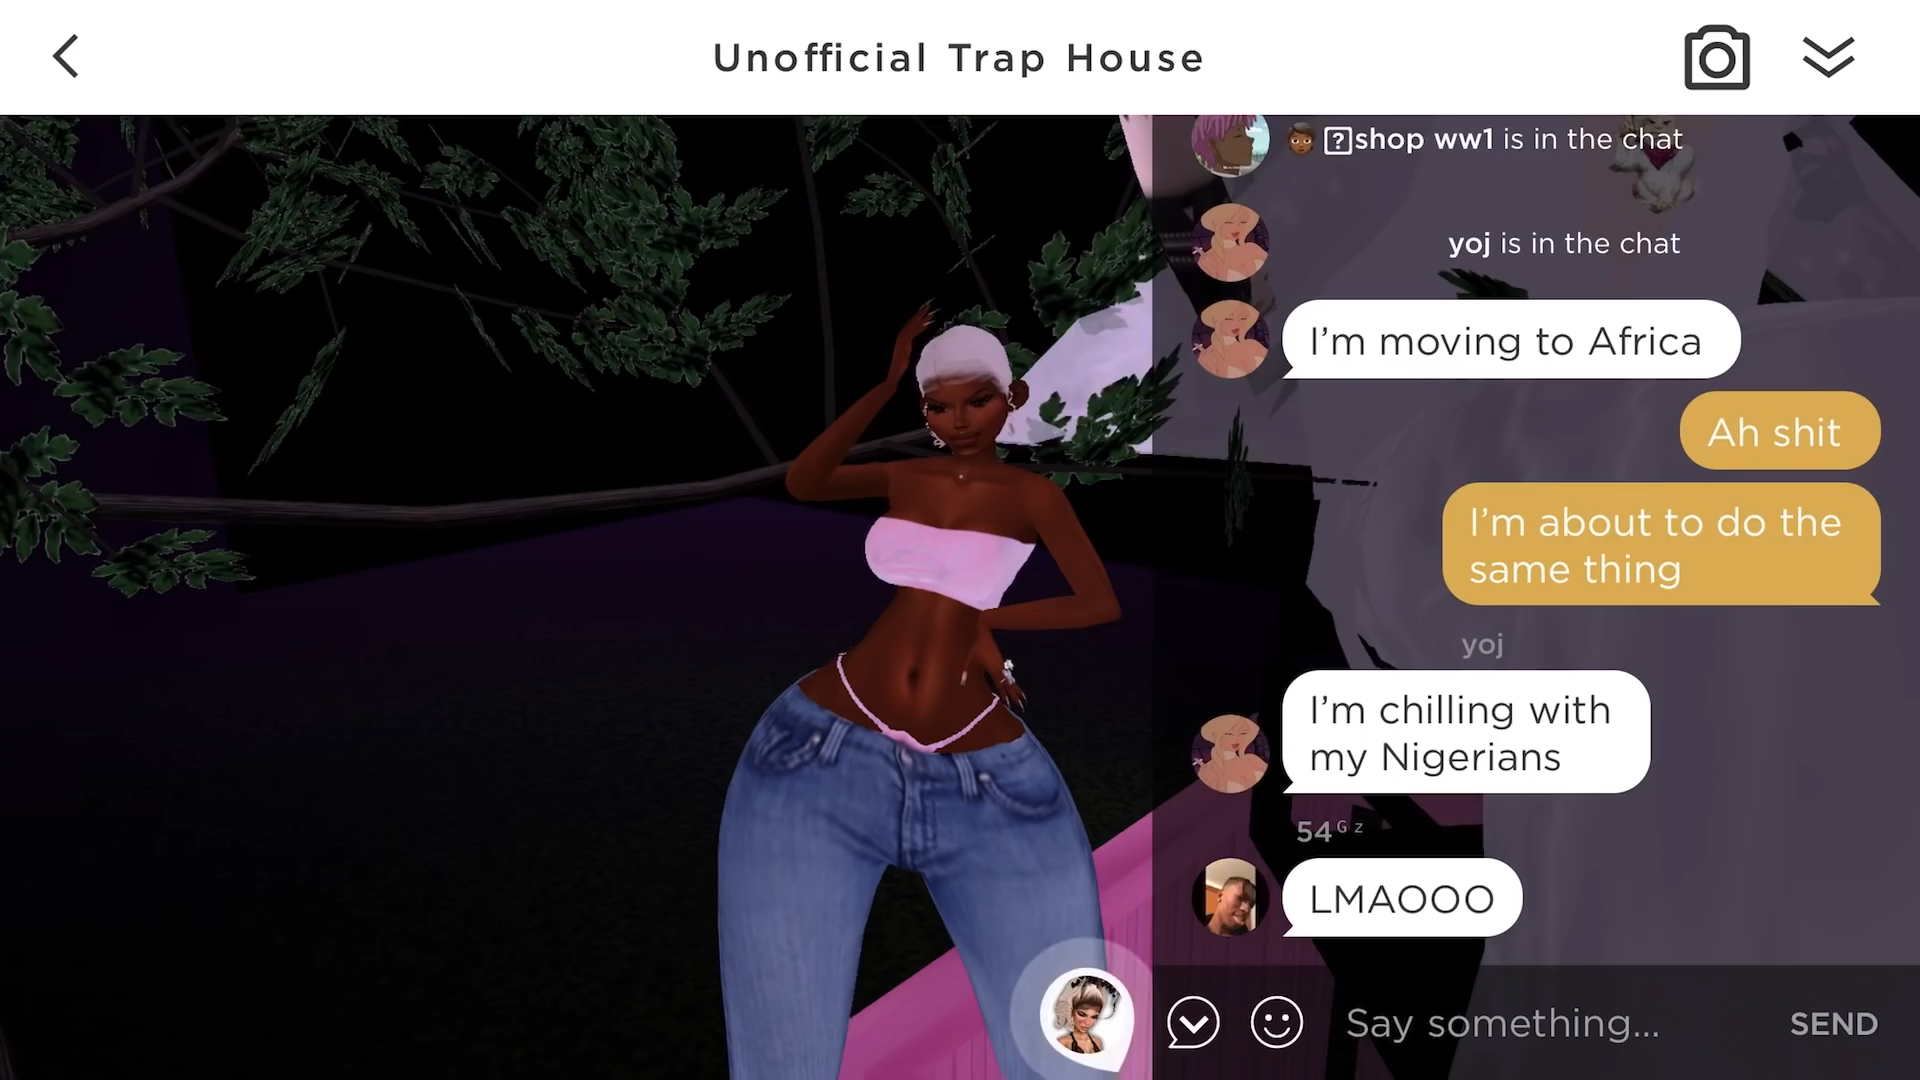 Unofficial Trap House
shop ww1 is in the chat
yoj is in the chat
I'm moving to Africa
Ah shit
I'm about to do the
same thing
yoj
I'm chilling with
my Nigerians
54ᴳ ᶻ
LMAOOO
Say something...
SEND